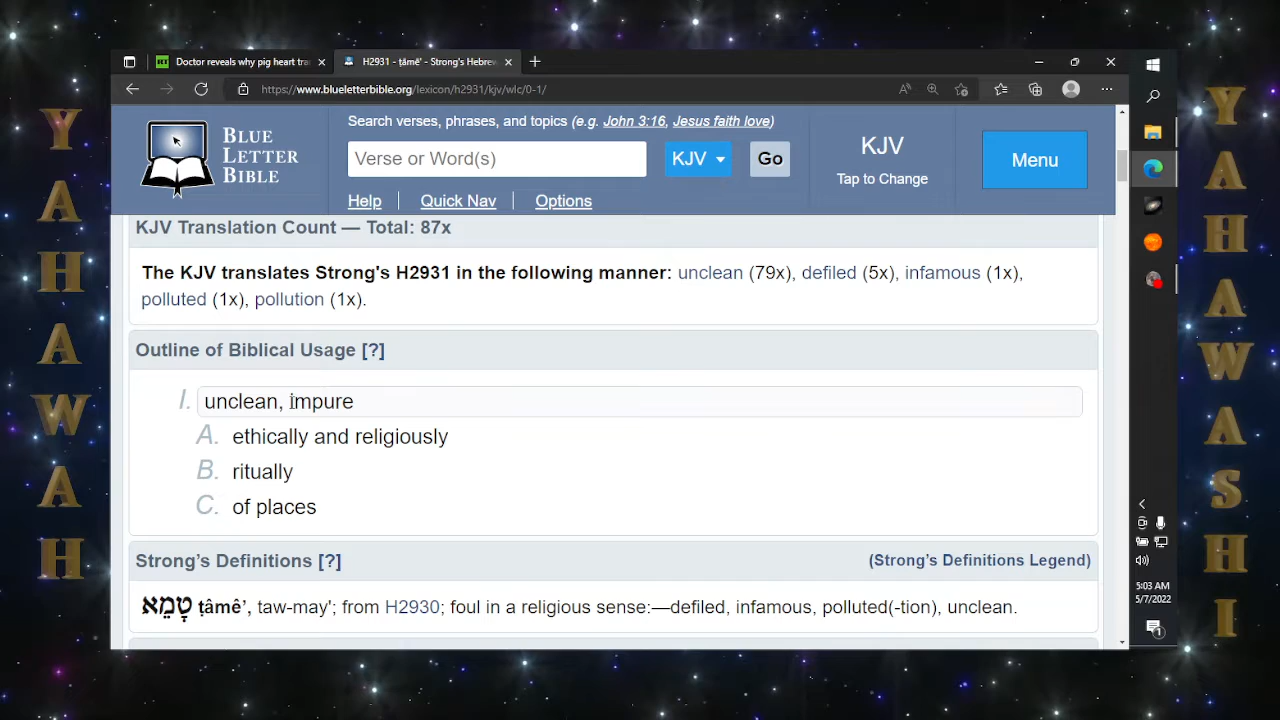 Doctor reveals why pig heart tra
H2931 - ṭāmē' - Strong's Hebrew
https://www.blueletterbible.org/lexicon/h2931/kjv/wlc/0-1/
BLUE
LETTER
BIBLE
Search verses, phrases, and topics (e.g. John 3:16, Jesus faith love)
Verse or Word(s)
KJV
Go
Help
Quick Nav
Options
KJV
Tap to Change
Menu
KJV Translation Count — Total: 87x
The KJV translates Strong's H2931 in the following manner: unclean (79x), defiled (5x), infamous (1x),
polluted (1x), pollution (1x).
Outline of Biblical Usage [?]
I. unclean, impure
A. ethically and religiously
B. ritually
C. of places
Strong’s Definitions [?]
(Strong’s Definitions Legend)
טָמֵא ṭâmêʼ, taw-may'; from H2930; foul in a religious sense:—defiled, infamous, polluted(-tion), unclean.
5:03 AM
5/7/2022
1
Y
A
H
A
W
A
H
Y
A
H
A
W
A
S
H
I